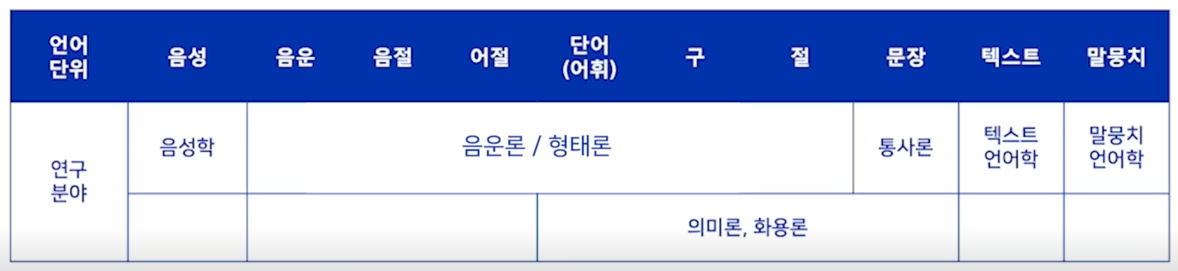 언어
단위
음성
음운
음절
어절
단어
(어휘)
구
절
문장
텍스트
말뭉치
연구
분야
음성학
음운론 / 형태론
통사론
텍스트
언어학
말뭉치
언어학
의미론, 화용론